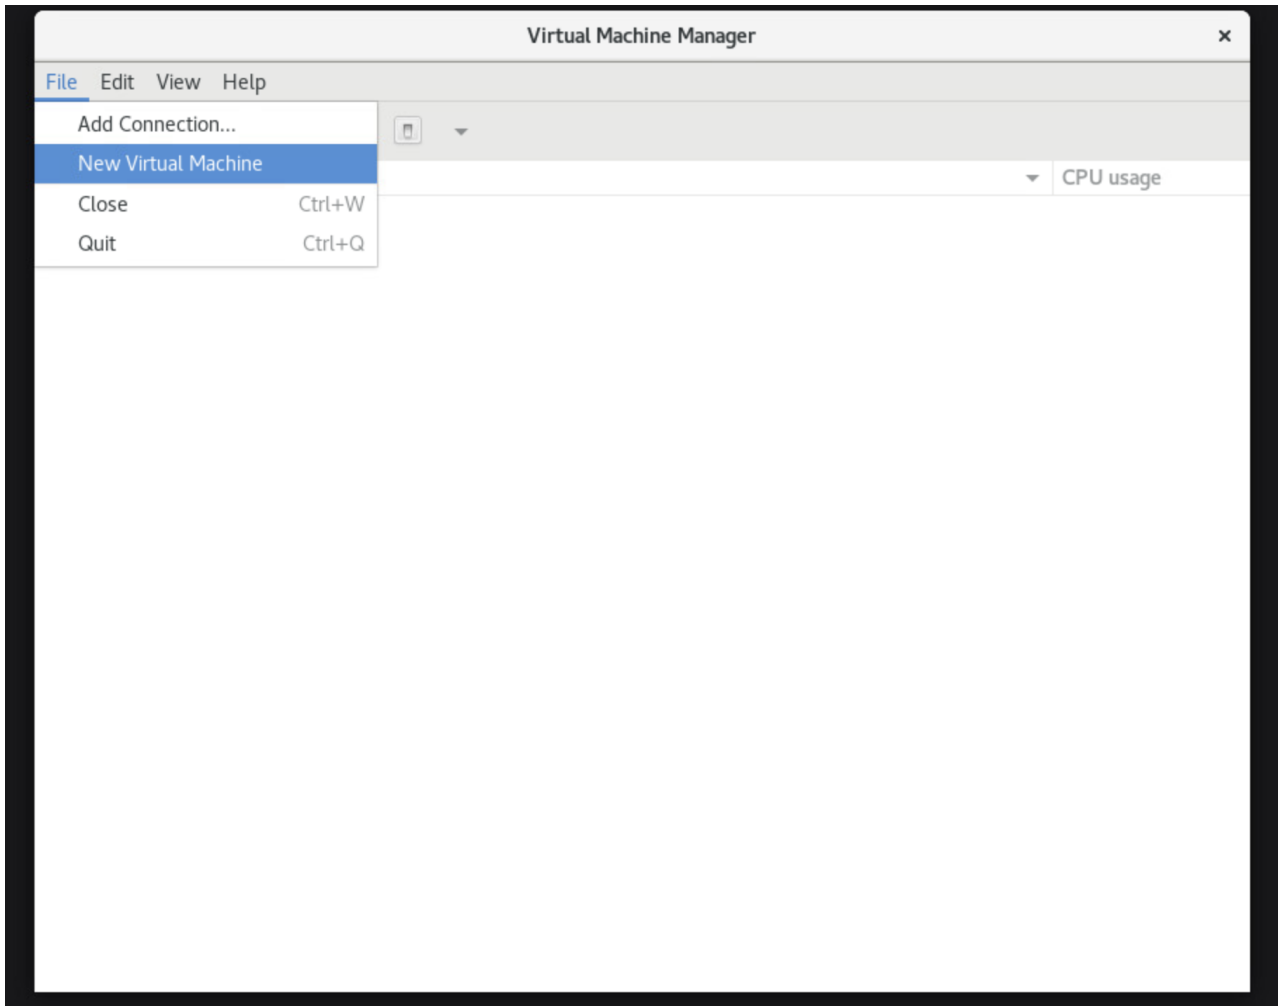 Virtual Machine Manager
File Edit View Help
Add Connection...
New Virtual Machine
CPU usage
Close Ctrl+W
Quit Ctrl+Q